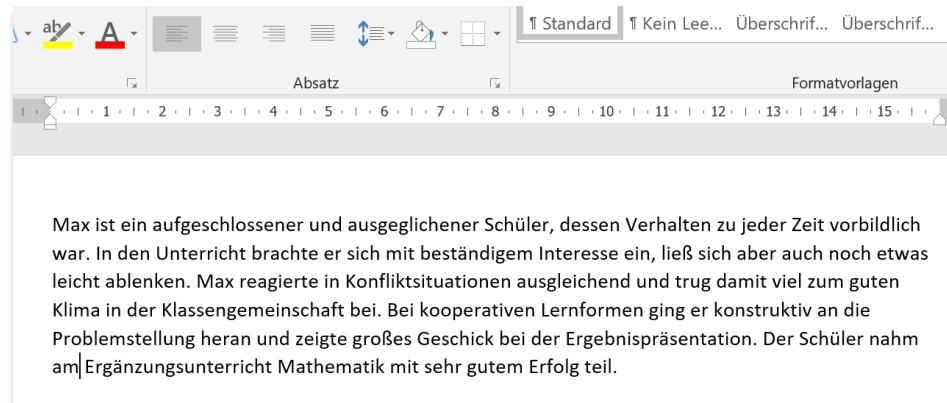 ¶ Standard ¶ Kein Lee... Überschrif... Überschrif...
Absatz Formatvorlagen
1 2 3 4 5 6 7 8 9 10 11 12 13 14 15
Max ist ein aufgeschlossener und ausgeglichener Schüler, dessen Verhalten zu jeder Zeit vorbildlich
war. In den Unterricht brachte er sich mit beständigem Interesse ein, ließ sich aber auch noch etwas
leicht ablenken. Max reagierte in Konfliktsituationen ausgleichend und trug damit viel zum guten
Klima in der Klassengemeinschaft bei. Bei kooperativen Lernformen ging er konstruktiv an die
Problemstellung heran und zeigte großes Geschick bei der Ergebnispräsentation. Der Schüler nahm
am Ergänzungsunterricht Mathematik mit sehr gutem Erfolg teil.